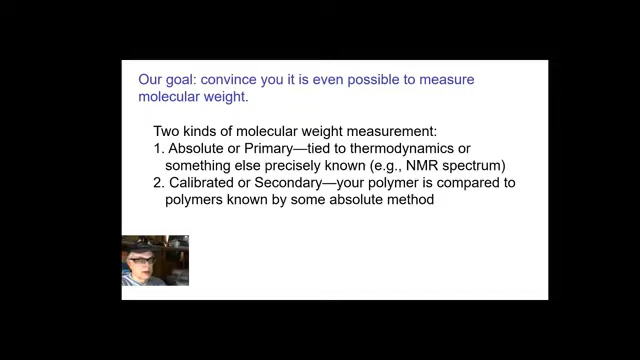 Our goal: convince you it is even possible to measure
molecular weight.
Two kinds of molecular weight measurement:
1. Absolute or Primary—tied to thermodynamics or
something else precisely known (e.g., NMR spectrum)
2. Calibrated or Secondary—your polymer is compared to
polymers known by some absolute method